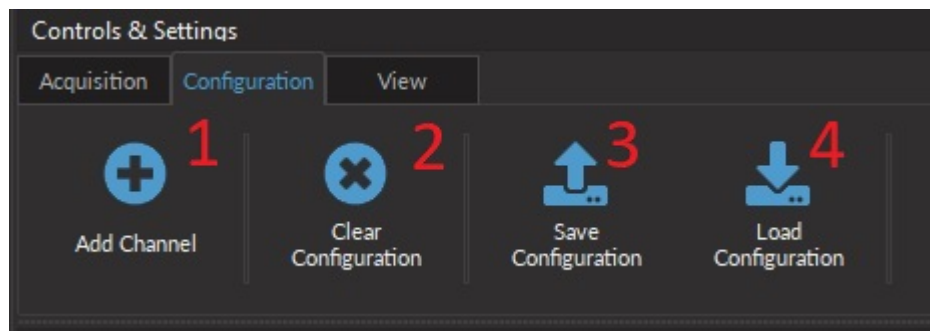 Controls & Settings
Acquisition Configuration View
1 2 3 4
Add Channel
Clear
Configuration
Save
Configuration
Load
Configuration